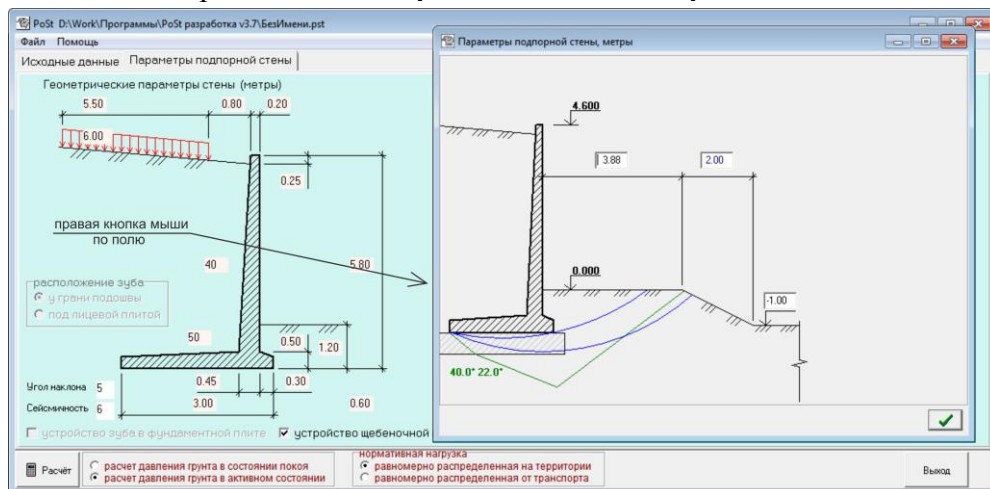 PoSt D:\Work\Программы\PoSt разработка v3.7\БезИмени.pst
Файл Помощь
Исходные данные Параметры подпорной стены
Геометрические параметры стены (метры)
5.50 0.80 0.20
6.00
0.25
правая кнопка мыши
по полю
40 5.80
расположение зуба
у грани подошвы
под лицевой плитой
50 0.50 1.20
Угол наклона 5 0.45 0.30
Сейсмичность 6 3.00 0.60
устройство зуба в фундаментной плите устройство щебеночной
Расчёт
расчет давления грунта в состоянии покоя
расчет давления грунта в активном состоянии
нормативная нагрузка
равномерно распределенная на территории
равномерно распределенная от транспорта
Выход
Параметры подпорной стены, метры
4.600
3.88 2.00
0.000
-1.00
40.0° 22.0°